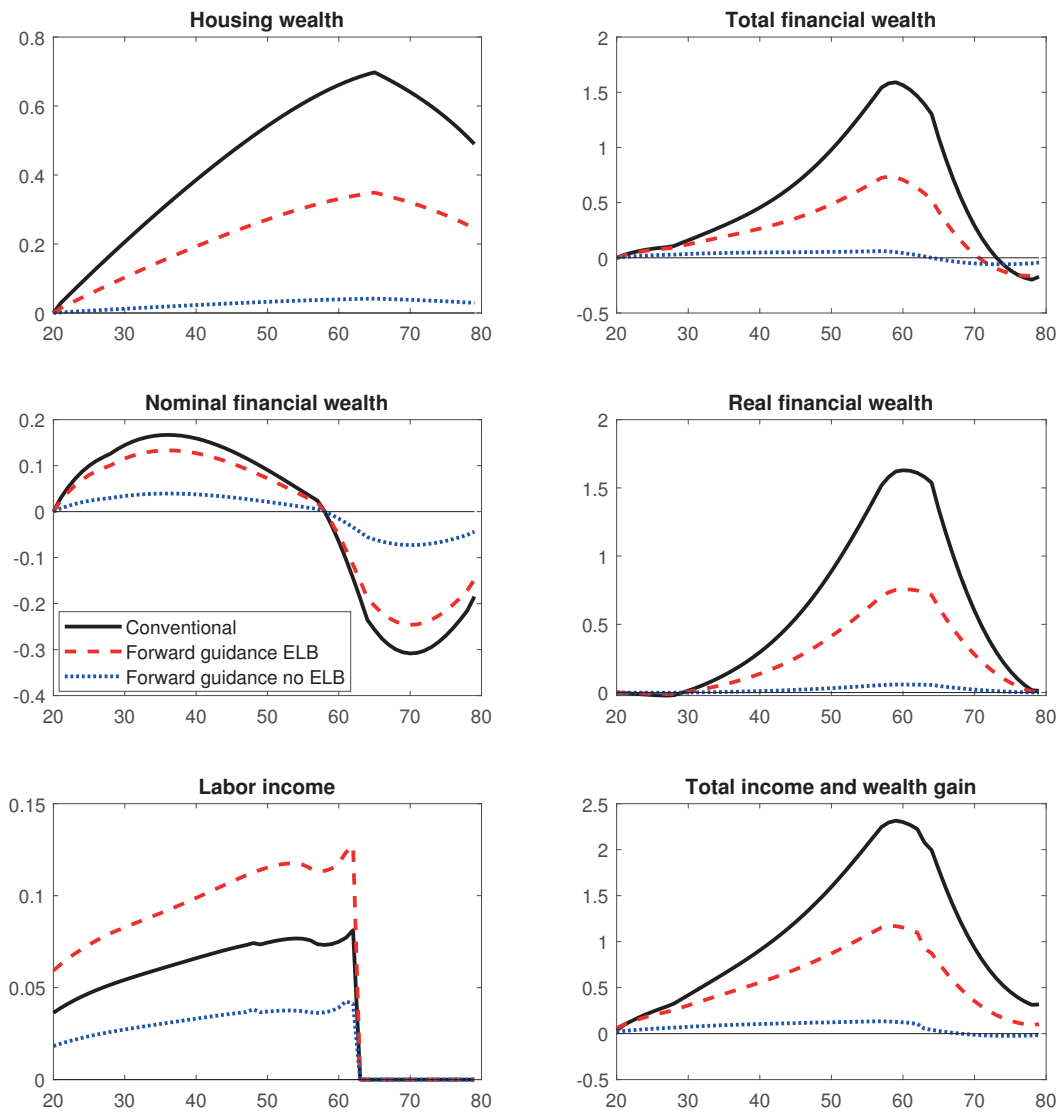 Housing wealth
0.8
0.6
0.4
0.2
0
20 30 40 50 60 70 80
Total financial wealth
2
1.5
1
0.5
0
-0.5
20 30 40 50 60 70 80
Nominal financial wealth
0.2
0.1
0
-0.1
-0.2
-0.3
-0.4
Conventional
Forward guidance ELB
Forward guidance no ELB
20 30 40 50 60 70 80
Real financial wealth
2
1.5
1
0.5
0
20 30 40 50 60 70 80
Labor income
0.15
0.1
0.05
0
20 30 40 50 60 70 80
Total income and wealth gain
2.5
2
1.5
1
0.5
0
-0.5
20 30 40 50 60 70 80